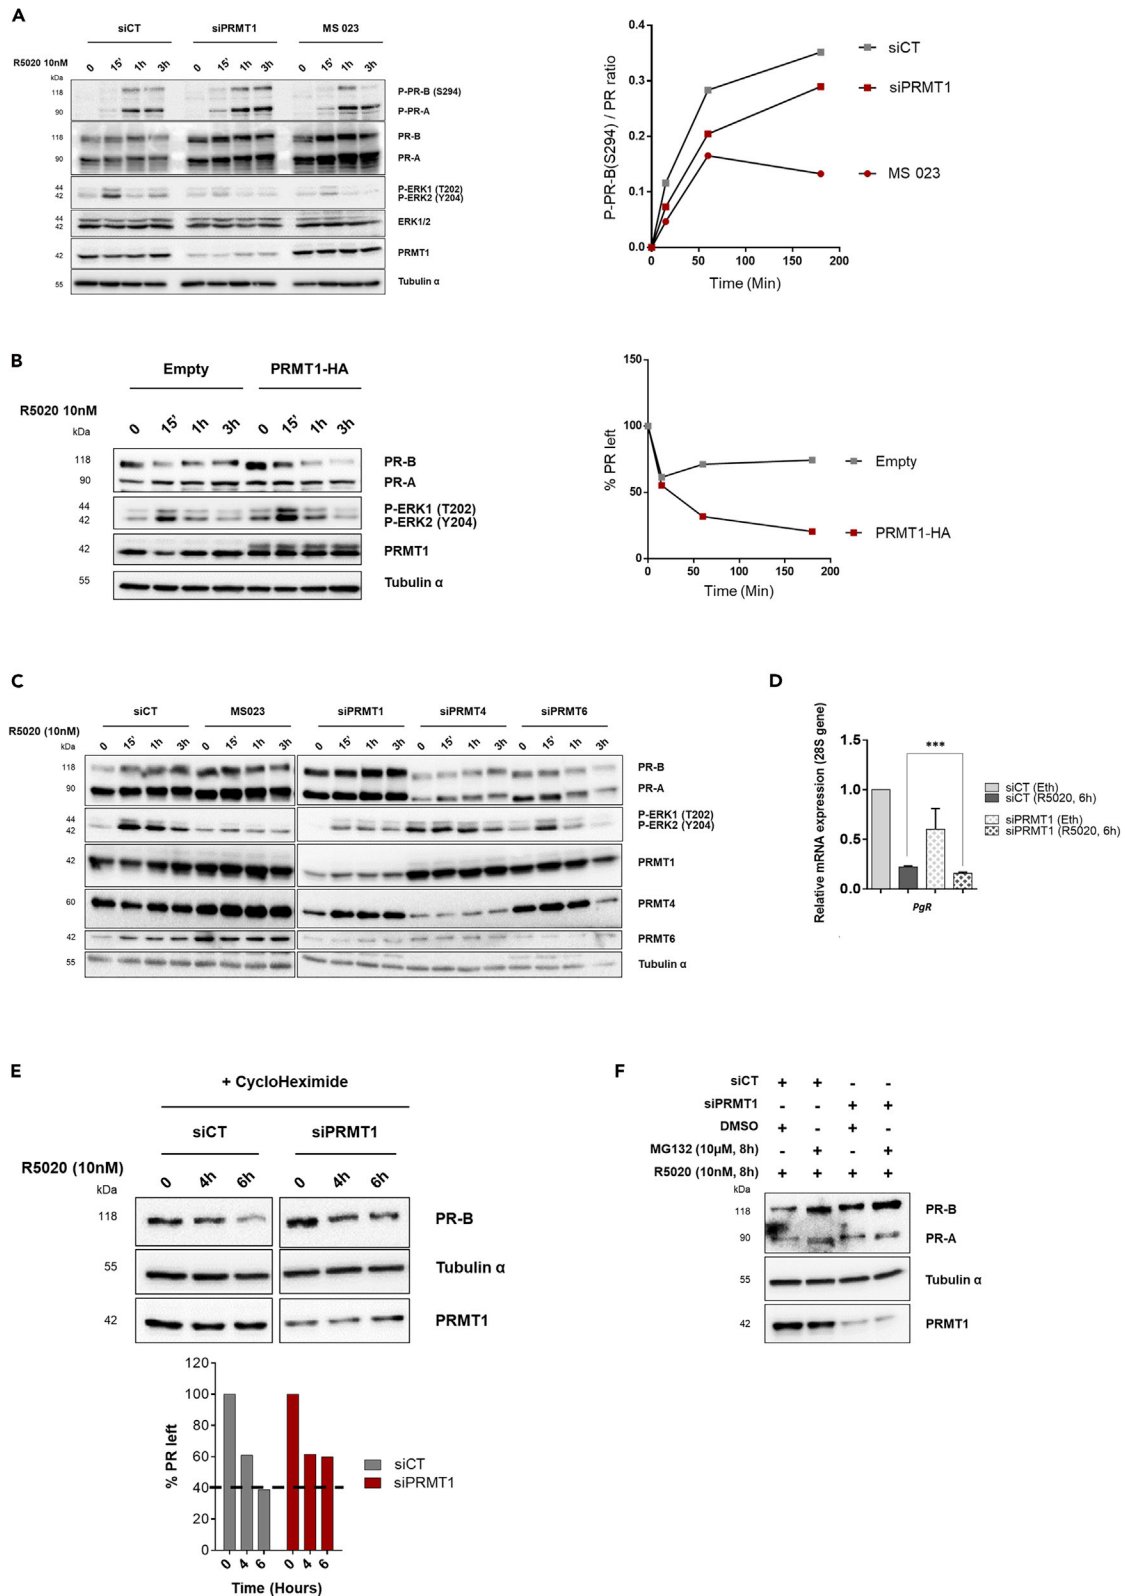 A
siCT siPRMT1 MS 023
R5020 10nM 0 15' 1h 3h 0 15' 1h 3h 0 15' 1h 3h
kDa
118 P-PR-B (S294)
90 P-PR-A
118 PR-B
90 PR-A
44 P-ERK1 (T202)
42 P-ERK2 (Y204)
44
42 ERK1/2
42 PRMT1
55 Tubulin α
P-PR-B(S294) / PR ratio
0.4
0.3
0.2
0.1
0.0
0 50 100 150 200
Time (Min)
siCT
siPRMT1
MS 023
B
Empty PRMT1-HA
R5020 10nM 0 15' 1h 3h 0 15' 1h 3h
kDa
118 PR-B
90 PR-A
44 P-ERK1 (T202)
42 P-ERK2 (Y204)
42 PRMT1
55 Tubulin α
% PR left
150
100
50
0
0 50 100 150 200
Time (Min)
Empty
PRMT1-HA
C
siCT MS023 siPRMT1 siPRMT4 siPRMT6
R5020 (10nM) 0 15' 1h 3h 0 15' 1h 3h 0 15' 1h 3h 0 15' 1h 3h 0 15' 1h 3h
kDa
118 PR-B
90 PR-A
44 P-ERK1 (T202)
42 P-ERK2 (Y204)
42 PRMT1
60 PRMT4
42 PRMT6
55 Tubulin α
D
Relative mRNA expression (28S gene)
1.5
1.0
0.5
0.0
***
PgR
siCT (Eth)
siCT (R5020, 6h)
siPRMT1 (Eth)
siPRMT1 (R5020, 6h)
E
+ CycloHeximide
siCT siPRMT1
R5020 (10nM) 0 4h 6h 0 4h 6h
kDa
118 PR-B
55 Tubulin α
42 PRMT1
% PR left
120
100
80
60
40
20
0
0 4 6 0 4 6
Time (Hours)
siCT
siPRMT1
F
siCT + + - -
siPRMT1 - - + +
DMSO + - + -
MG132 (10µM, 8h) - + - +
R5020 (10nM, 8h) + + + +
kDa
118 PR-B
90 PR-A
55 Tubulin α
42 PRMT1